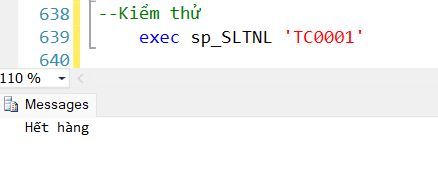 638 --Kiểm thử
639 exec sp_SLTNL 'TC0001'
640
110 %
Messages
Hết hàng